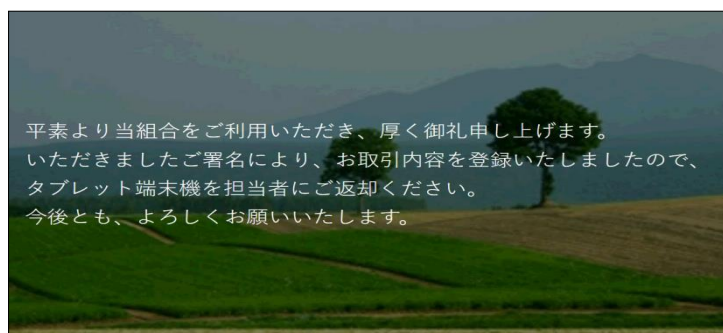 平素より当組合をご利用いただき、厚く御礼申し上げます。
いただきましたご署名により、お取引内容を登録いたしましたので、
タブレット端末機を担当者にご返却ください。
今後とも、よろしくお願いいたします。